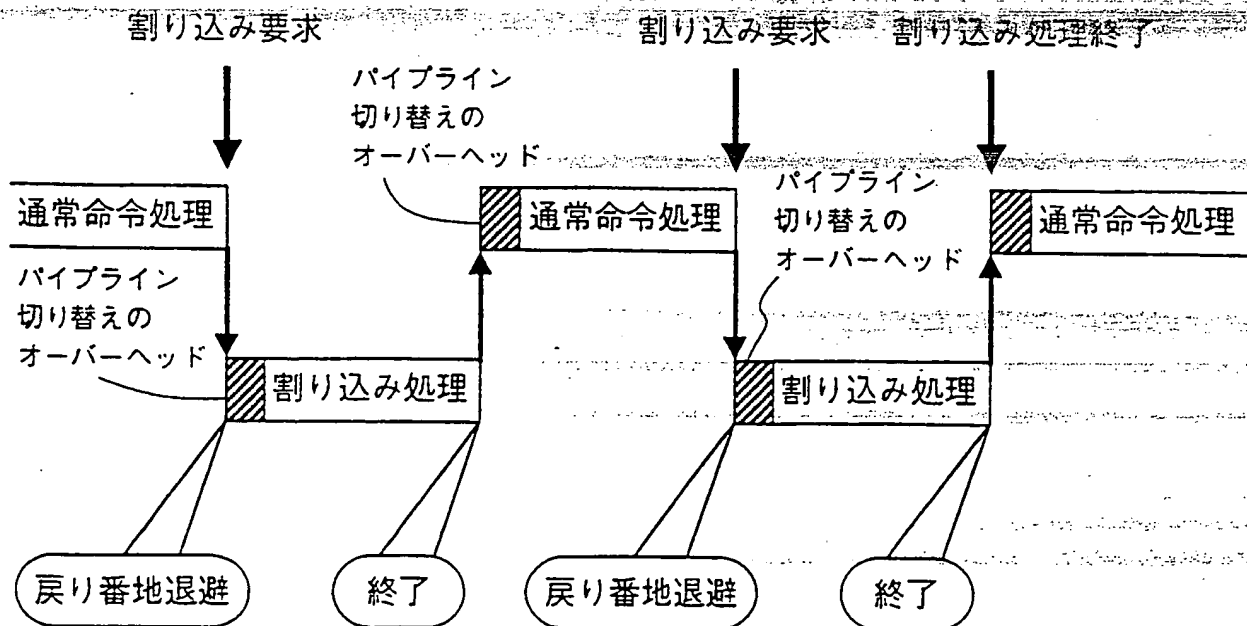 割り込み要求
割り込み要求
割り込み処理終了
パイプライン
切り替えの
オーバーヘッド
パイプライン
切り替えの
オーバーヘッド
通常命令処理
通常命令処理
通常命令処理
パイプライン
切り替えの
オーバーヘッド
割り込み処理
割り込み処理
戻り番地退避
終了
戻り番地退避
終了